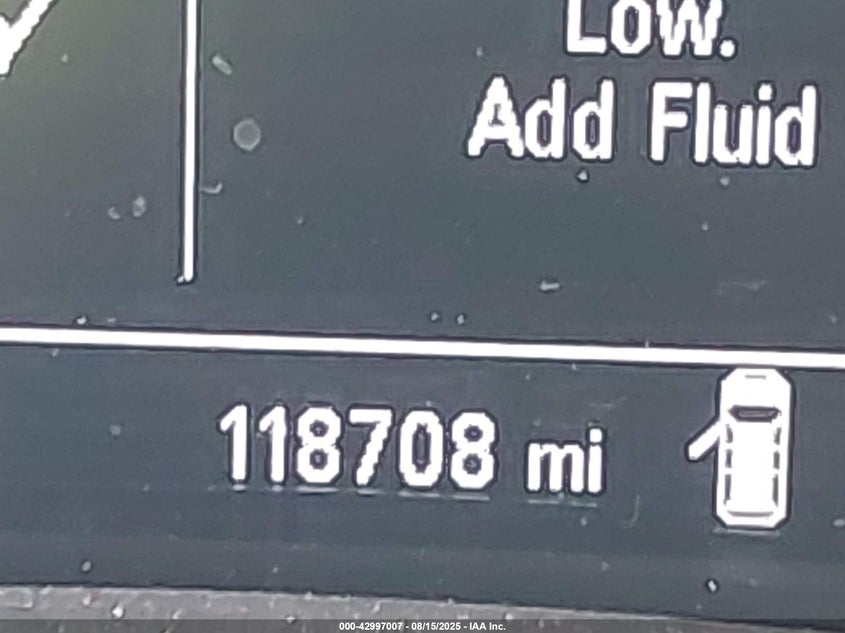 Low.
Add Fluid
118708 mi
000-42997007 - 08/15/2025 - IAA Inc.